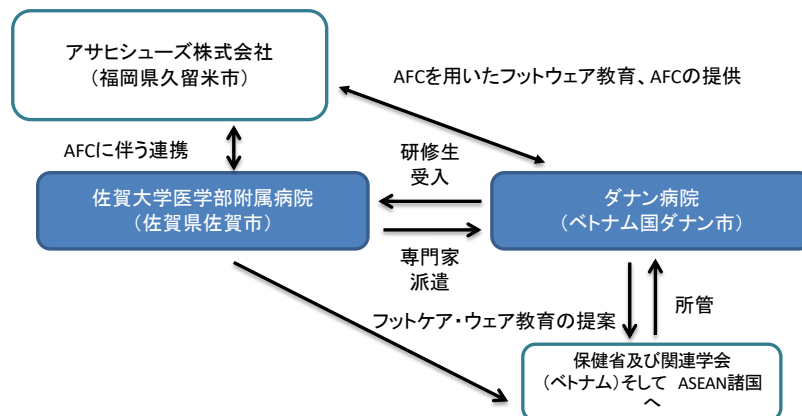 アサヒシューズ株式会社
（福岡県久留米市）
AFCを用いたフットウェア教育、AFCの提供
AFCに伴う連携
研修生
受入
佐賀大学医学部附属病院
（佐賀県佐賀市）
ダナン病院
（ベトナム国ダナン市）
専門家
派遣
フットケア・ウェア教育の提案
所管
保健省及び関連学会
（ベトナム）そして ASEAN諸国
へ